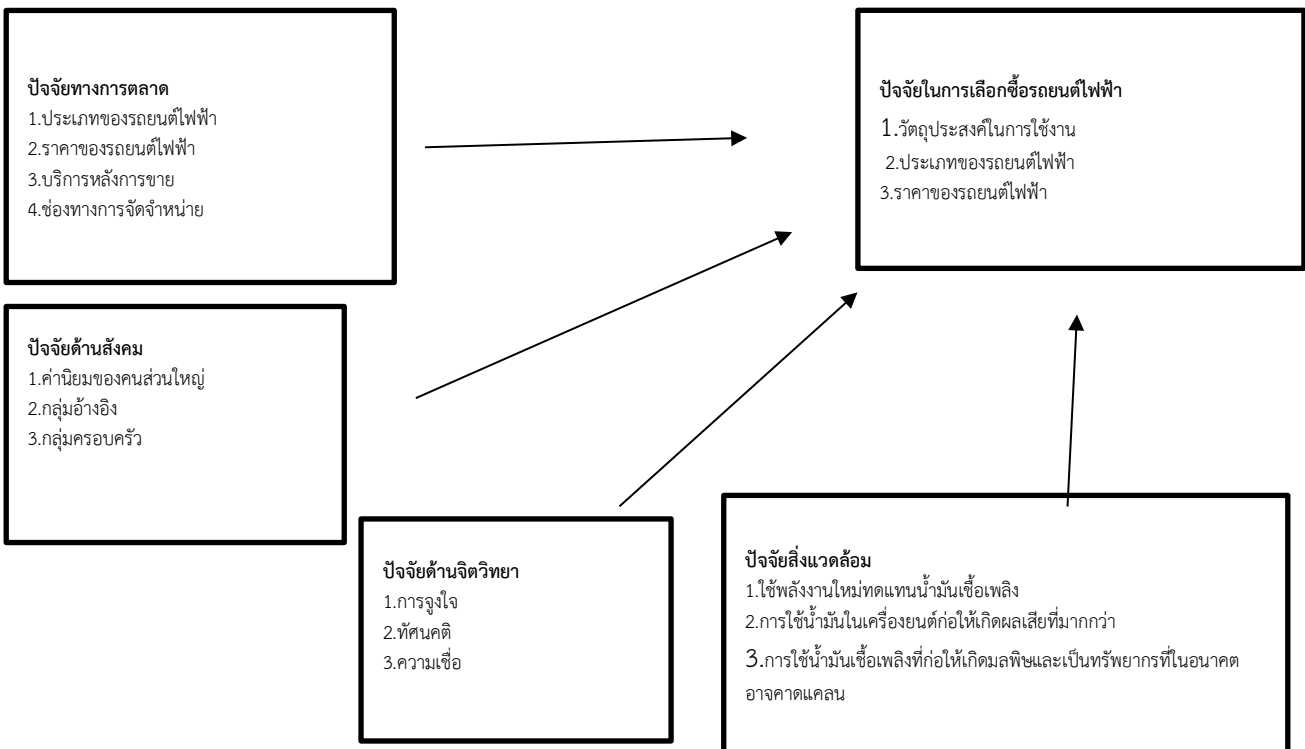 ปัจจัยทางการตลาด
1.ประเภทของรถยนต์ไฟฟ้า
2.ราคาของรถยนต์ไฟฟ้า
3.บริการหลังการขาย
4.ช่องทางการจัดจำหน่าย
ปัจจัยในการเลือกซื้อรถยนต์ไฟฟ้า
1.วัตถุประสงค์ในการใช้งาน
2.ประเภทของรถยนต์ไฟฟ้า
3.ราคาของรถยนต์ไฟฟ้า
ปัจจัยด้านสังคม
1.ค่านิยมของคนส่วนใหญ่
2.กลุ่มอ้างอิง
3.กลุ่มครอบครัว
ปัจจัยด้านจิตวิทยา
1.การจูงใจ
2.ทัศนคติ
3.ความเชื่อ
ปัจจัยสิ่งแวดล้อม
1.ใช้พลังงานใหม่ทดแทนน้ำมันเชื้อเพลิง
2.การใช้น้ำมันในเครื่องยนต์ก่อให้เกิดผลเสียที่มากกว่า
3.การใช้น้ำมันเชื้อเพลิงที่ก่อให้เกิดมลพิษและเป็นทรัพยากรที่ในอนาคต
อาจคาดแคลน